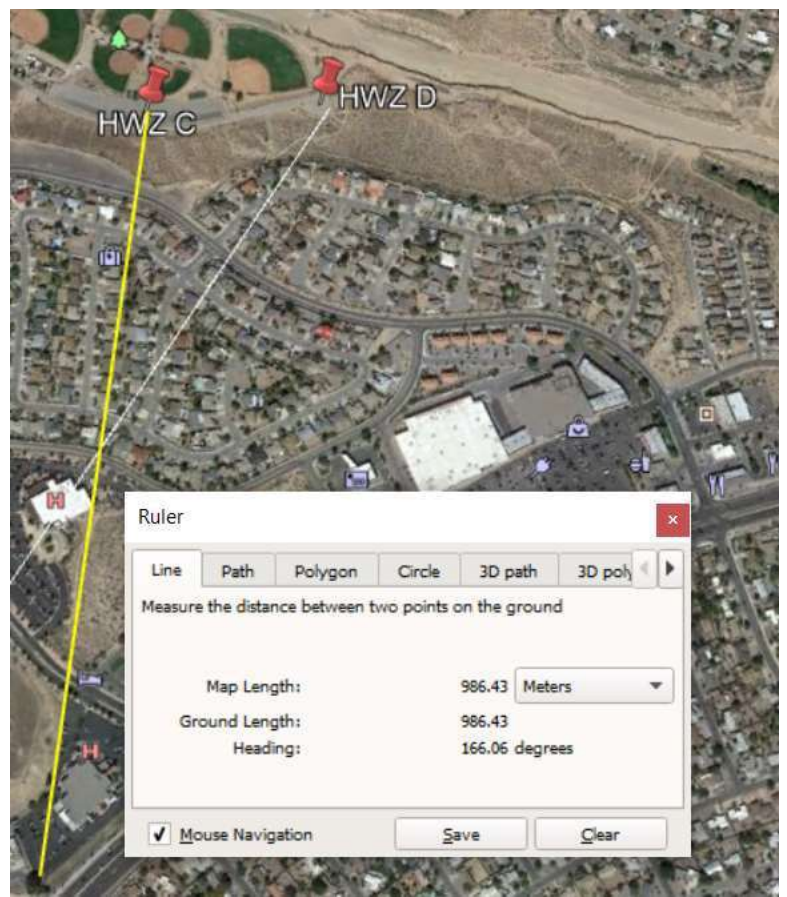 HWZ C
HWZ D
H
Ruler
x
Line Path Polygon Circle 3D path 3D poly
Measure the distance between two points on the ground
Map Length: 986.43 Meters
Ground Length: 986.43
Heading: 166.06 degrees
H
Mouse Navigation Save Clear